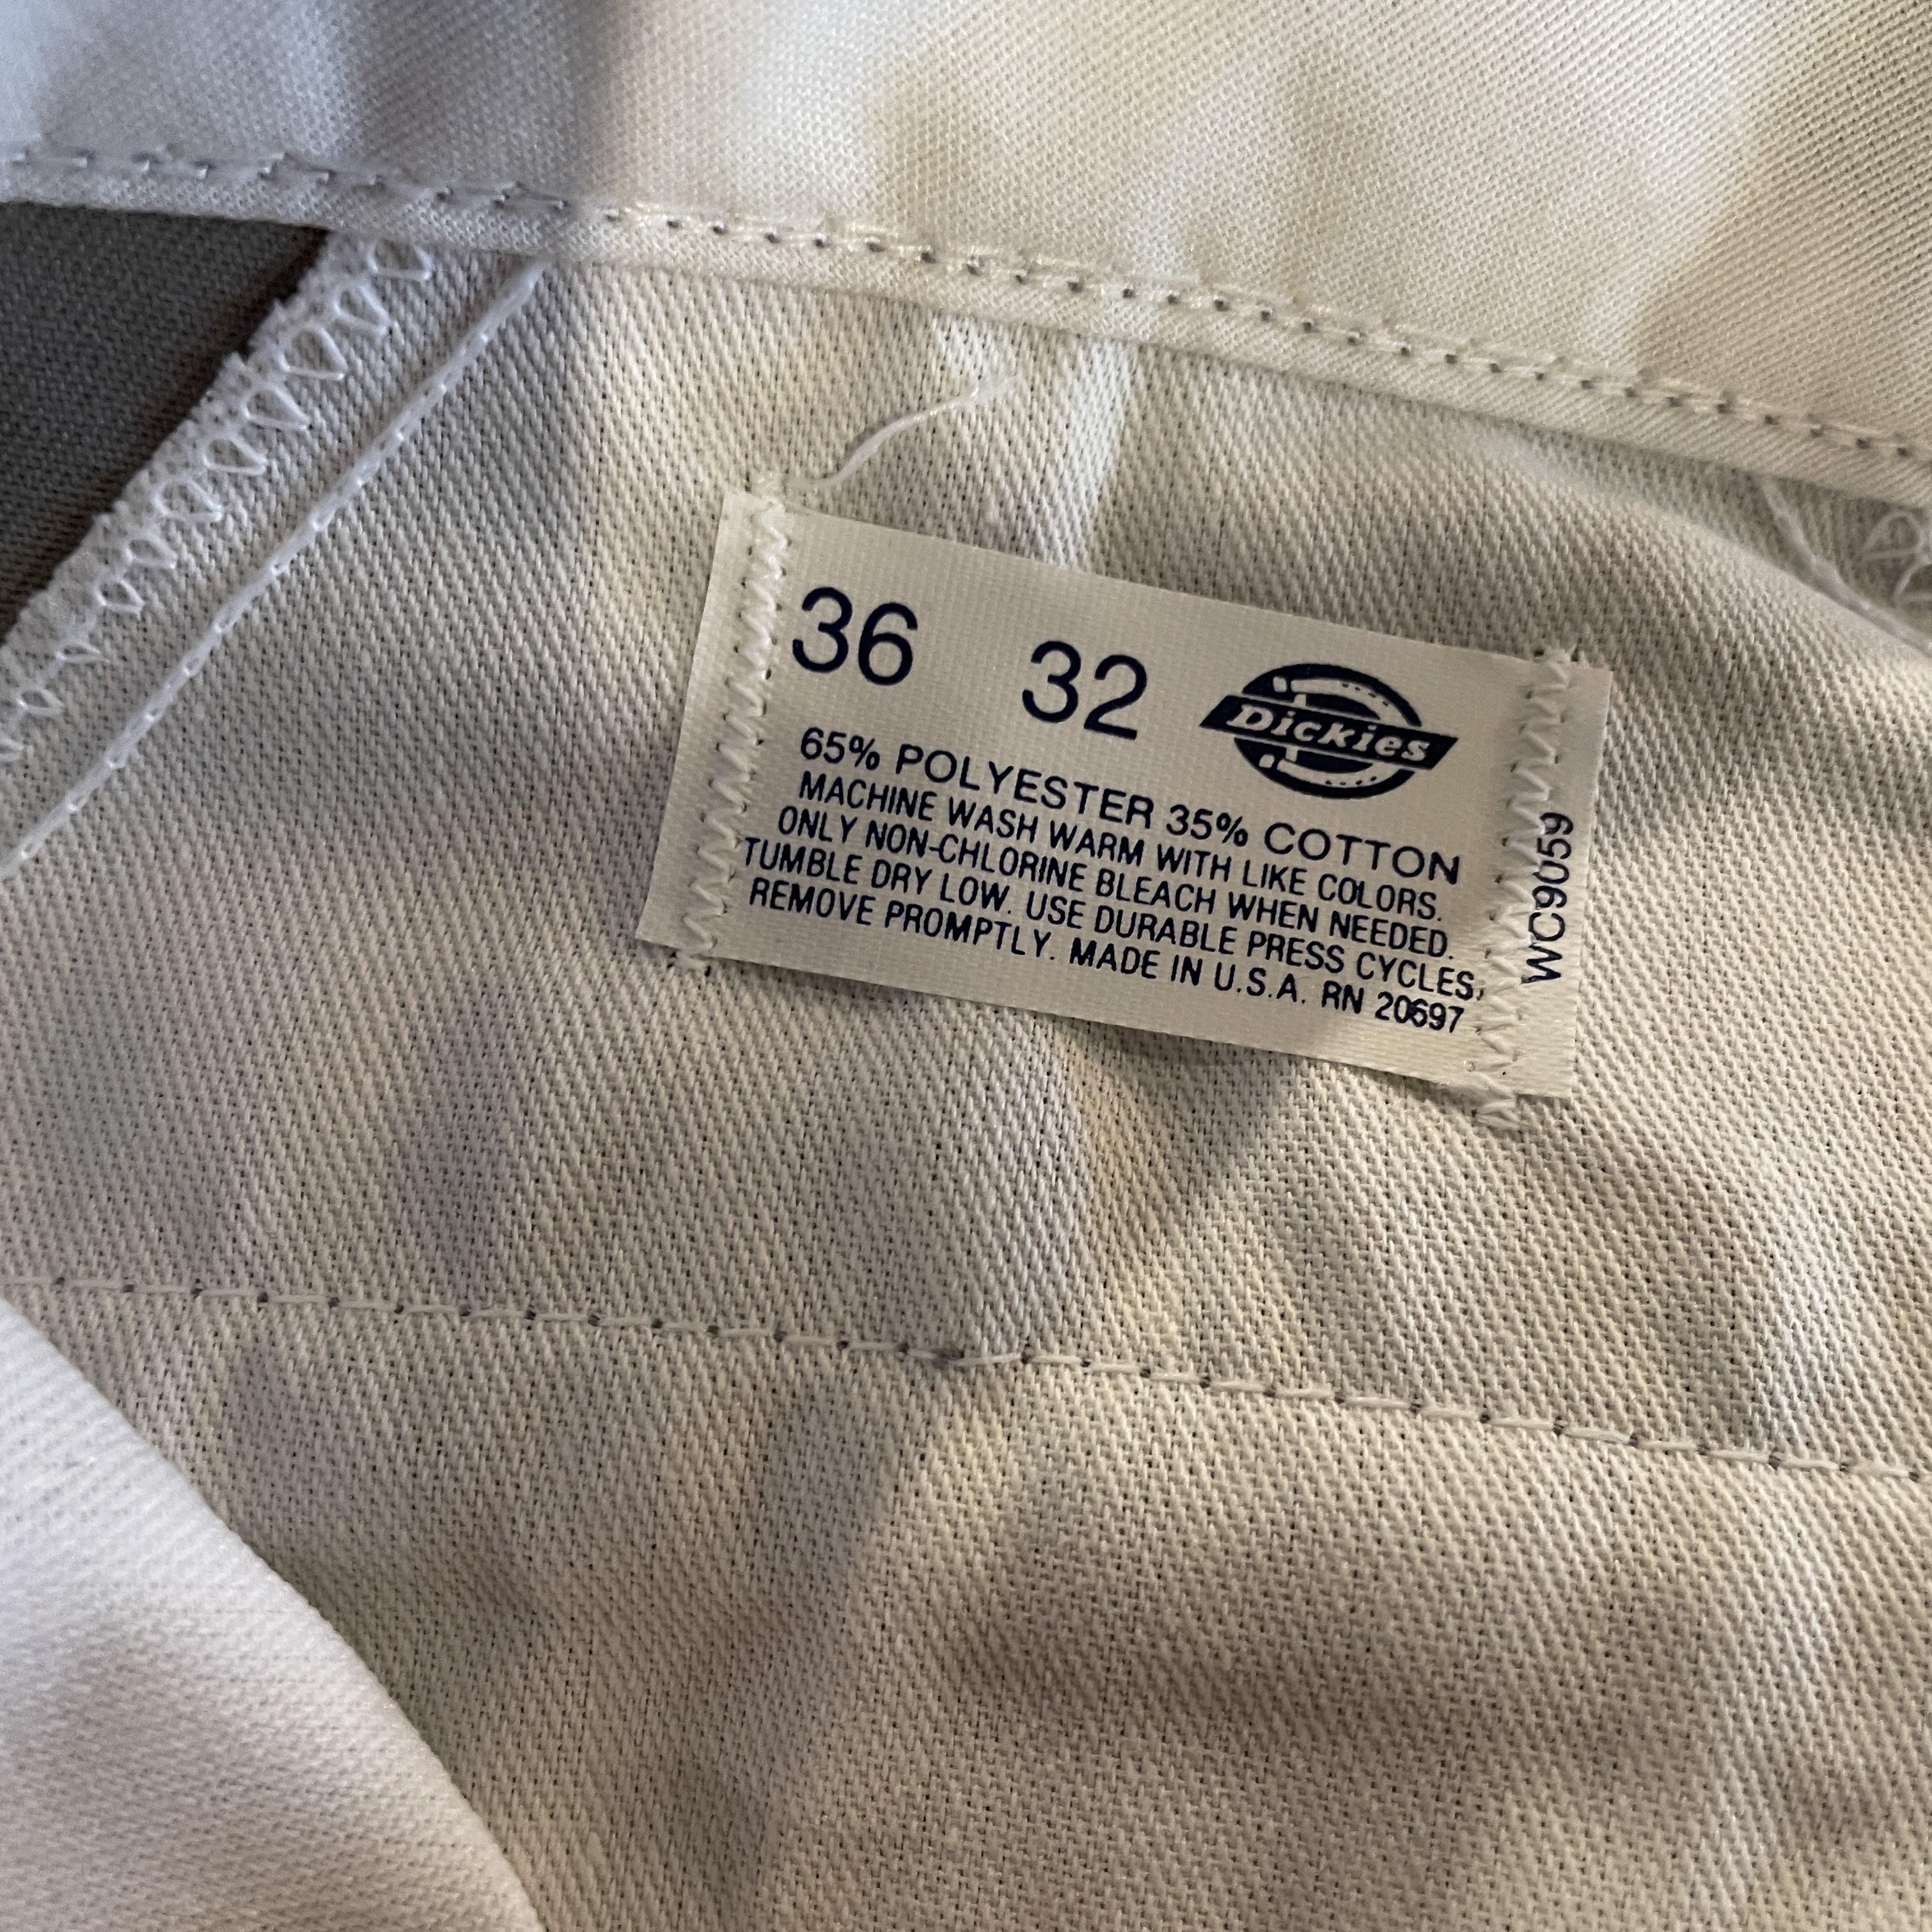 36 32 Dickies
65% POLYESTER 35% COTTON
MACHINE WASH WARM WITH LIKE COLORS.
ONLY NON-CHLORINE BLEACH WHEN NEEDED.
TUMBLE DRY LOW. USE DURABLE PRESS CYCLES,
REMOVE PROMPTLY. MADE IN U.S.A. RN 20697
WC9059